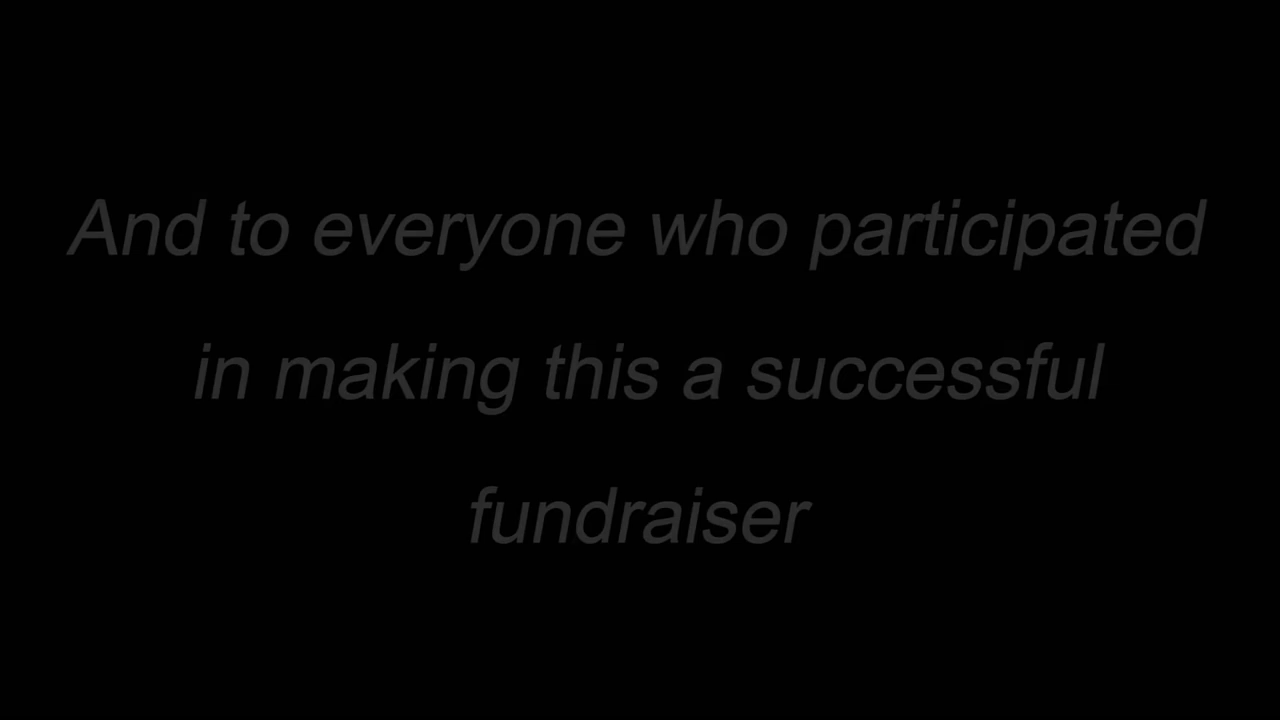 And to everyone who participated
in making this a successful
fundraiser